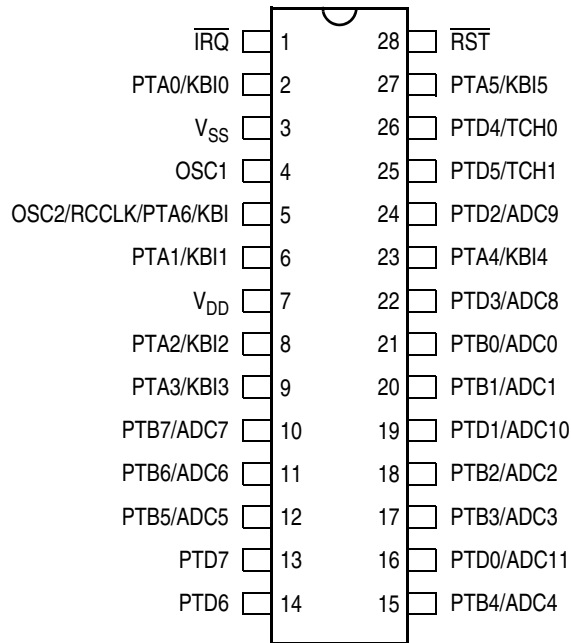 I̅R̅Q̅ 1 28 R̅S̅T̅
PTA0/KBI0 2 27 PTA5/KBI5
VSS 3 26 PTD4/TCH0
OSC1 4 25 PTD5/TCH1
OSC2/RCCLK/PTA6/KBI 5 24 PTD2/ADC9
PTA1/KBI1 6 23 PTA4/KBI4
VDD 7 22 PTD3/ADC8
PTA2/KBI2 8 21 PTB0/ADC0
PTA3/KBI3 9 20 PTB1/ADC1
PTB7/ADC7 10 19 PTD1/ADC10
PTB6/ADC6 11 18 PTB2/ADC2
PTB5/ADC5 12 17 PTB3/ADC3
PTD7 13 16 PTD0/ADC11
PTD6 14 15 PTB4/ADC4